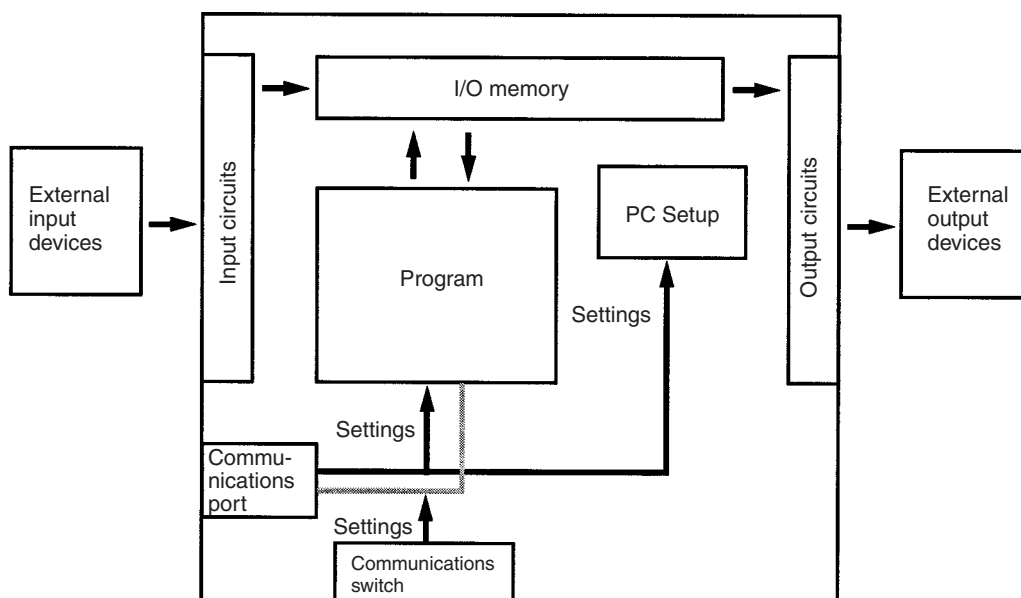 I/O memory
External
input
devices
Input circuits
Program
PC Setup
Output circuits
External
output
devices
Settings
Settings
Commu-
nications
port
Settings
Communications
switch